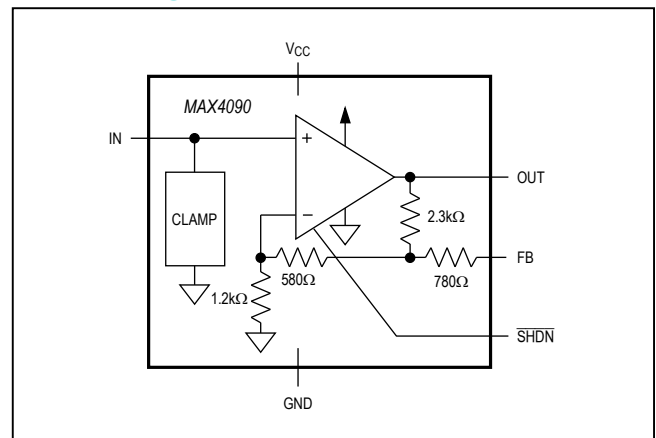 VCC
MAX4090
IN
+
OUT
CLAMP
2.3kΩ
−
FB
580Ω
780Ω
1.2kΩ
SHDN
GND